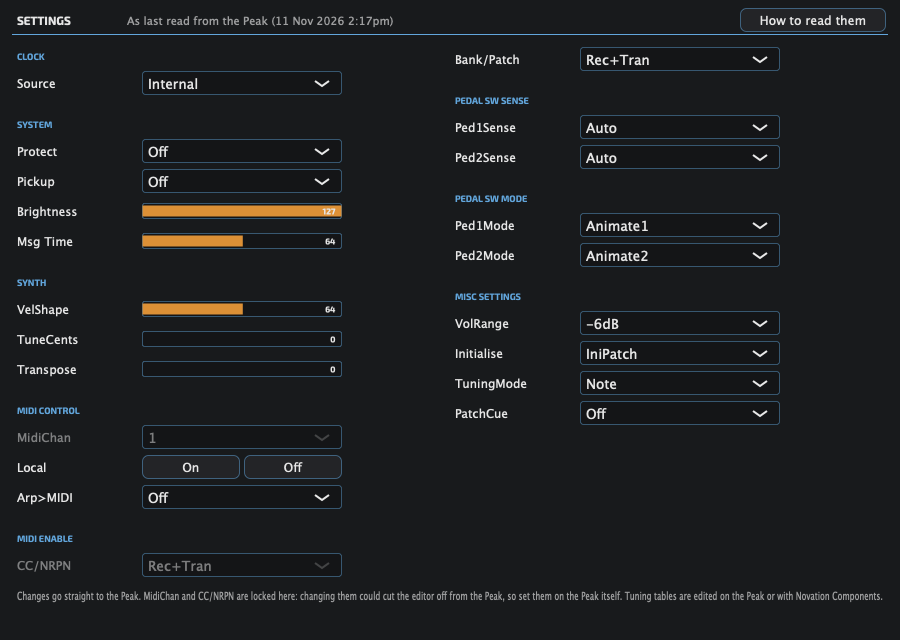 SETTINGS As last read from the Peak (11 Nov 2026 2:17pm) How to read them
CLOCK
Source Internal
SYSTEM
Protect Off
Pickup Off
Brightness 127
Msg Time 64
SYNTH
VelShape 64
TuneCents 0
Transpose 0
MIDI CONTROL
MidiChan 1
Local On Off
Arp>MIDI Off
MIDI ENABLE
CC/NRPN Rec+Tran
Bank/Patch Rec+Tran
PEDAL SW SENSE
Ped1Sense Auto
Ped2Sense Auto
PEDAL SW MODE
Ped1Mode Animate1
Ped2Mode Animate2
MISC SETTINGS
VolRange -6dB
Initialise IniPatch
TuningMode Note
PatchCue Off
Changes go straight to the Peak. MidiChan and CC/NRPN are locked here: changing them could cut the editor off from the Peak, so set them on the Peak itself. Tuning tables are edited on the Peak or with Novation Components.